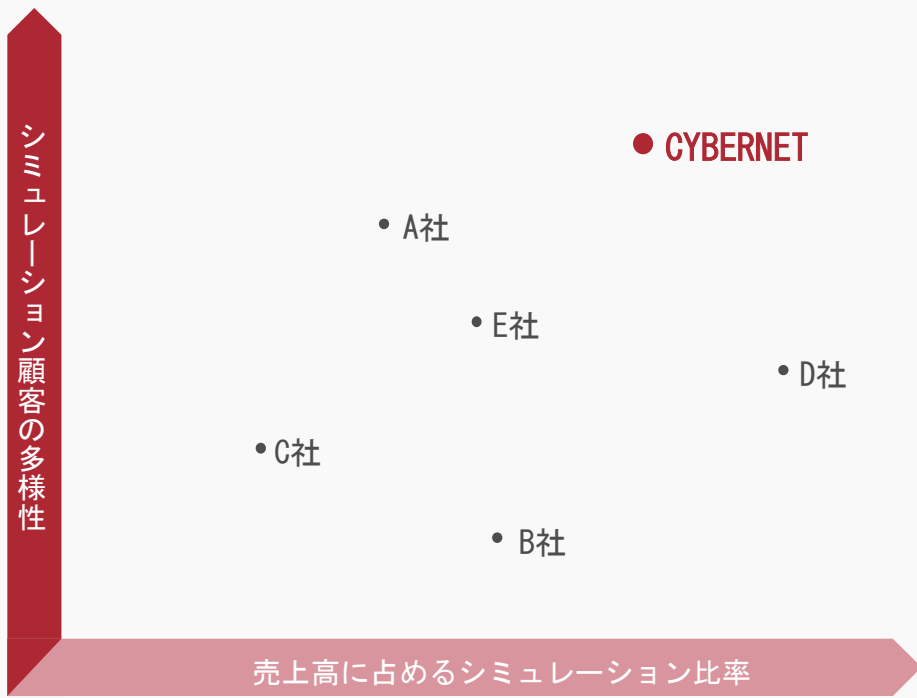 シミュレーション顧客の多様性
CYBERNET
A社
E社
D社
C社
B社
売上高に占めるシミュレーション比率